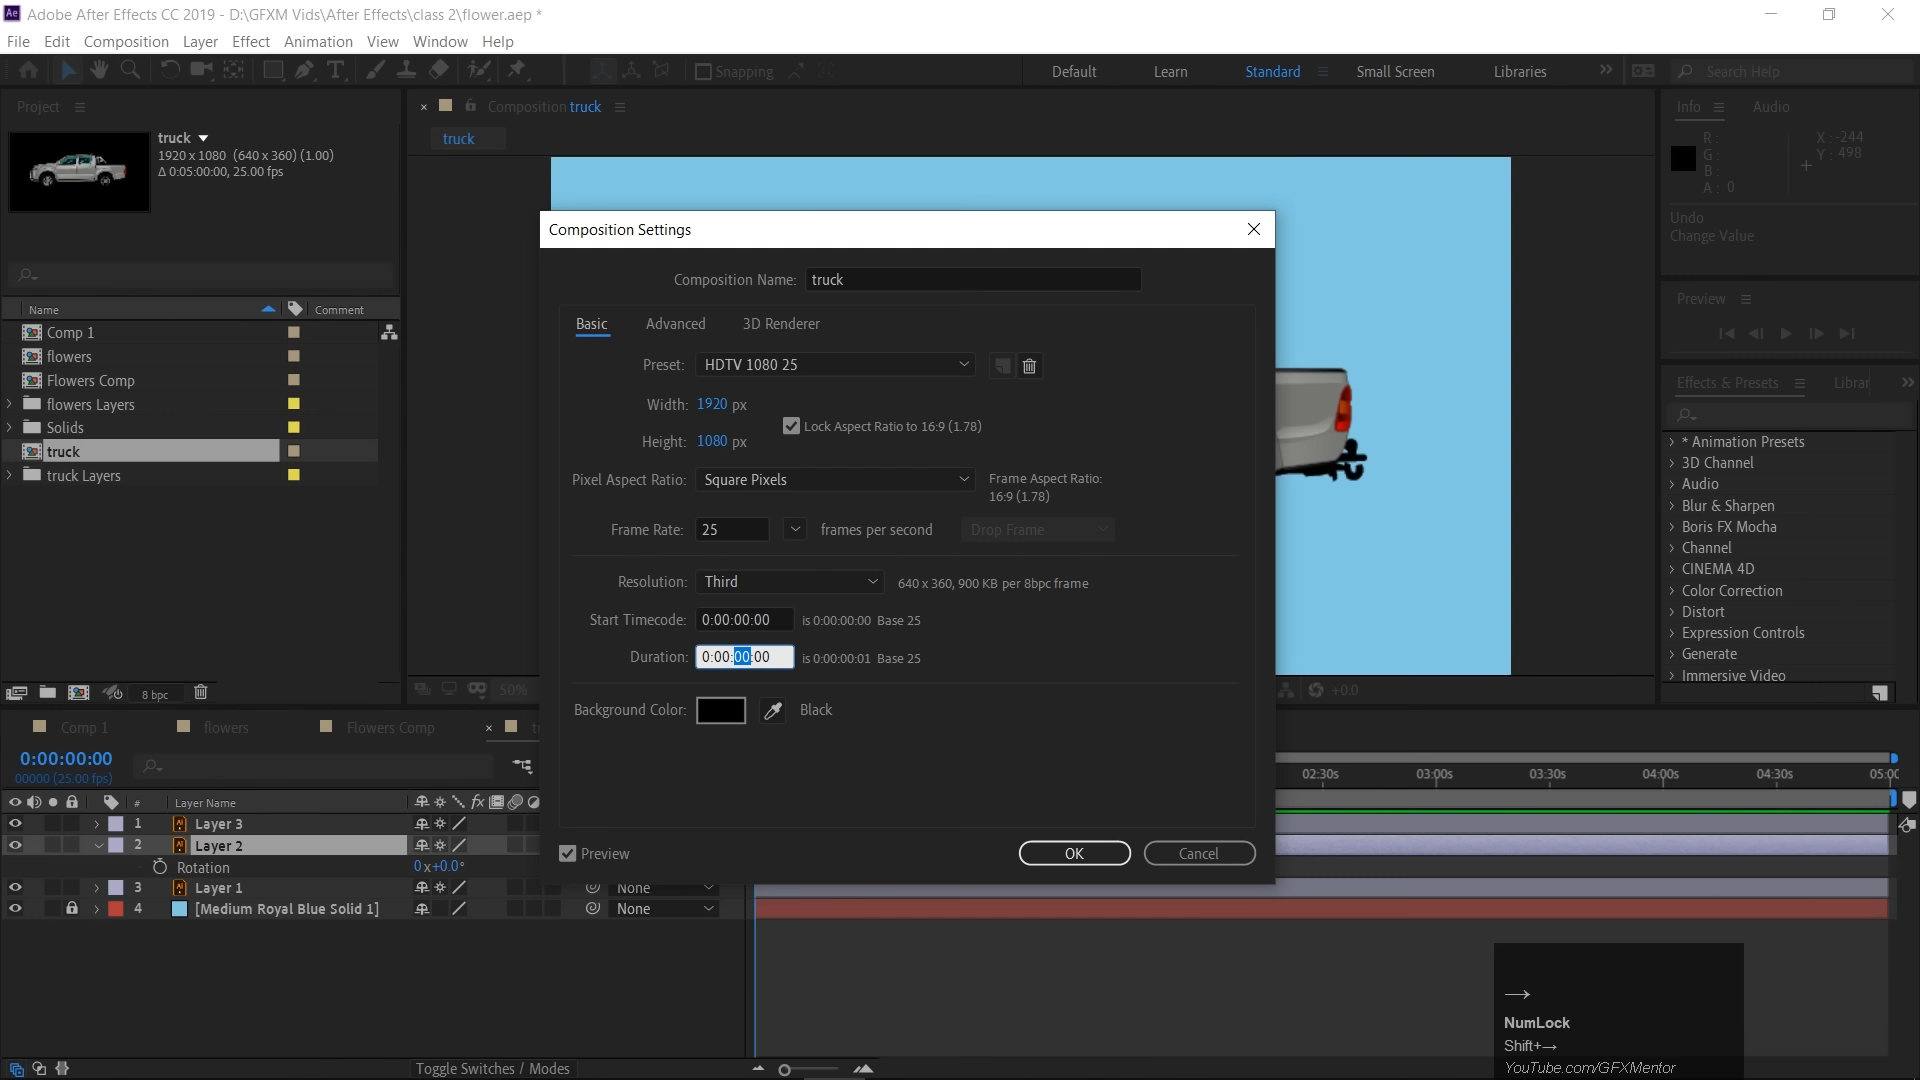 Adobe After Effects CC 2019 - D:\GFXM Vids\After Effects\class 2\flower.aep *
File Edit Composition Layer Effect Animation View Window Help
Snapping
Default Learn Standard Small Screen Libraries
Search Help
Project
Composition truck
Info Audio
truck
1920 x 1080 (640 x 360) (1.00)
Δ 0:05:00:00, 25.00 fps
truck
R :
G :
B :
A : 0
X : -244
Y : 498
Undo
Change Value
Composition Settings
Composition Name: truck
Basic Advanced 3D Renderer
Preset: HDTV 1080 25
Width: 1920 px
Lock Aspect Ratio to 16:9 (1.78)
Height: 1080 px
Pixel Aspect Ratio: Square Pixels
Frame Aspect Ratio:
16:9 (1.78)
Frame Rate: 25 frames per second Drop Frame
Resolution: Third 640 x 360, 900 KB per 8bpc frame
Start Timecode: 0:00:00:00 is 0:00:00:00 Base 25
Duration: 0:00:00:00 is 0:00:00:01 Base 25
Background Color: Black
Preview
OK Cancel
Name Comment
Comp 1
flowers
Flowers Comp
flowers Layers
Solids
truck
truck Layers
8 bpc
50%
+0.0
Preview
Effects & Presets Librar
* Animation Presets
3D Channel
Audio
Blur & Sharpen
Boris FX Mocha
Channel
CINEMA 4D
Color Correction
Distort
Expression Controls
Generate
Immersive Video
Comp 1 flowers Flowers Comp
0:00:00:00
00000 (25.00 fps)
02:30s 03:00s 03:30s 04:00s 04:30s 05:00
# Layer Name
1 Layer 3
2 Layer 2
Rotation 0x+0.0°
3 Layer 1 None
4 [Medium Royal Blue Solid 1] None
Toggle Switches / Modes
NumLock
Shift+→
YouTube.com/GFXMentor